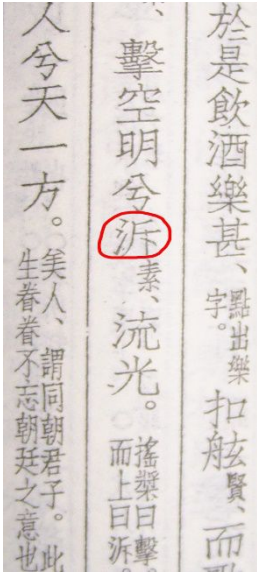 於是飲酒樂甚、點出樂字。扣舷賢、而
、擊空明兮泝素、流光。搖槳曰擊。而上曰泝。
人兮天一方。美人、謂同朝君子。此生眷眷不忘朝廷之意也